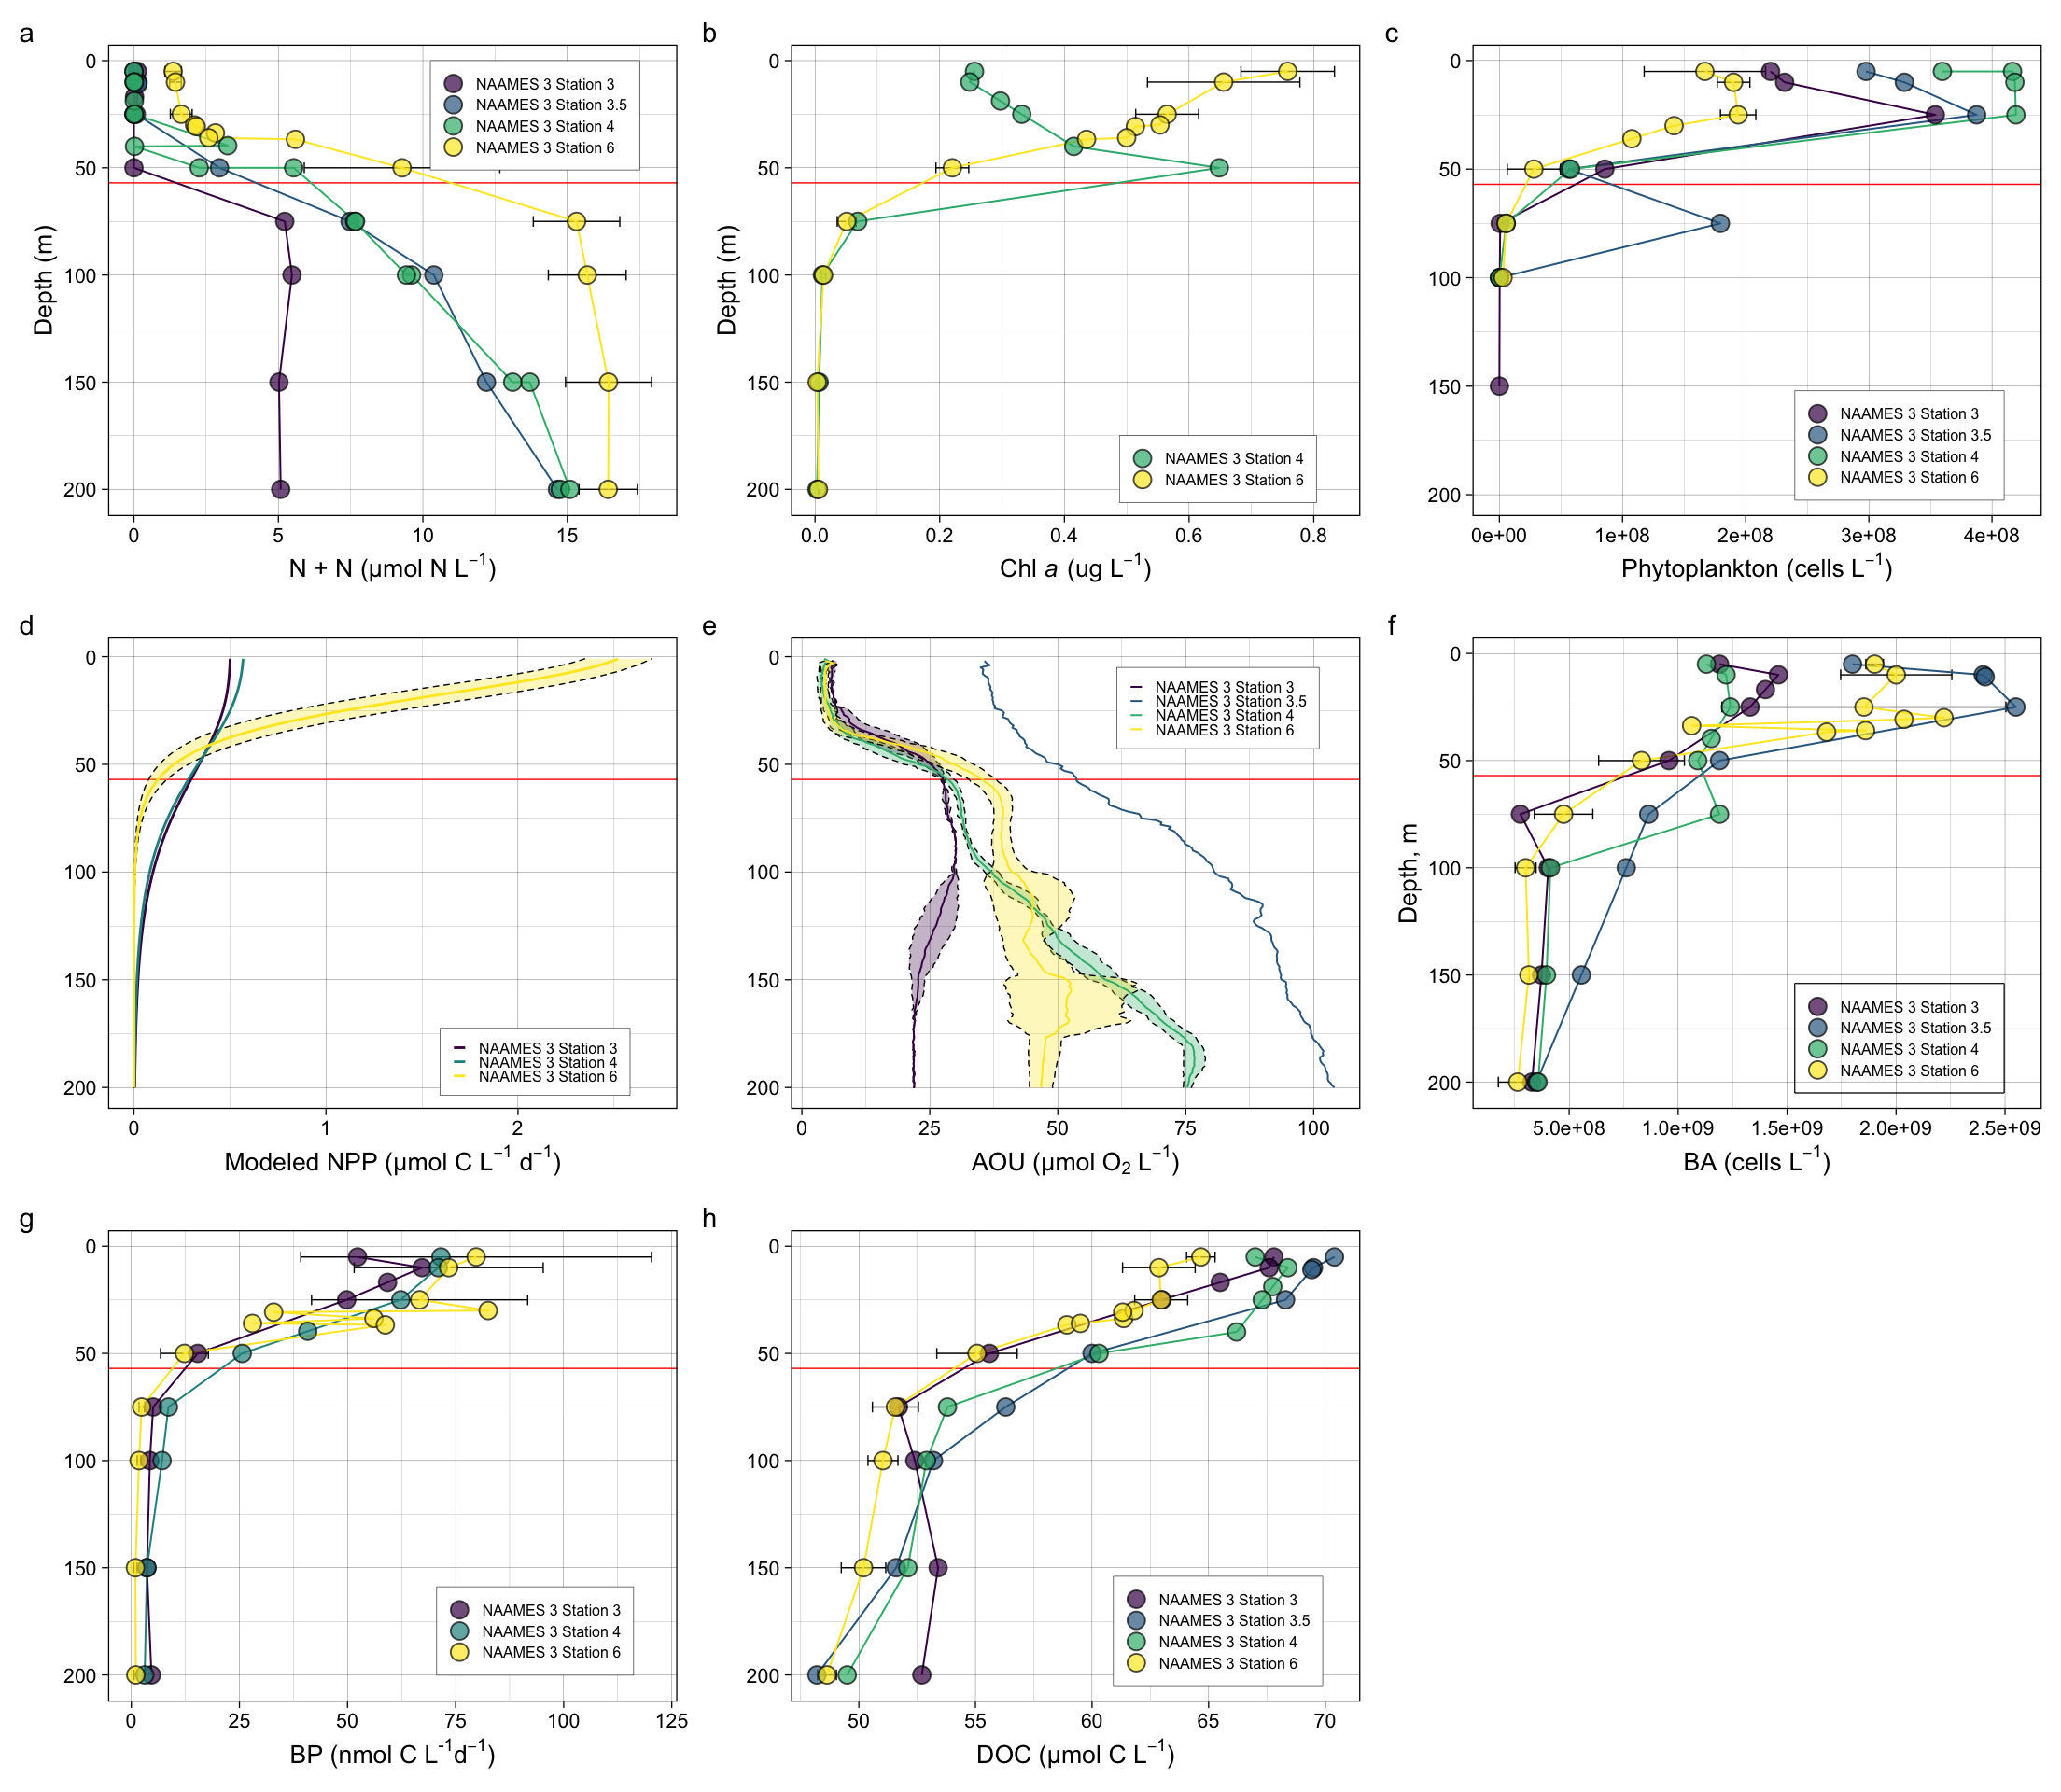 a
0
50
100
150
200
Depth (m)
NAAMES 3 Station 3
NAAMES 3 Station 3.5
NAAMES 3 Station 4
NAAMES 3 Station 6
0 5 10 15
N + N (µmol N L⁻¹)
b
0
50
100
150
200
Depth (m)
NAAMES 3 Station 4
NAAMES 3 Station 6
0.0 0.2 0.4 0.6 0.8
Chl a (ug L⁻¹)
c
0
50
100
150
200
NAAMES 3 Station 3
NAAMES 3 Station 3.5
NAAMES 3 Station 4
NAAMES 3 Station 6
0e+00 1e+08 2e+08 3e+08 4e+08
Phytoplankton (cells L⁻¹)
d
0
50
100
150
200
NAAMES 3 Station 3
NAAMES 3 Station 4
NAAMES 3 Station 6
0 1 2
Modeled NPP (µmol C L⁻¹ d⁻¹)
e
0
50
100
150
200
NAAMES 3 Station 3
NAAMES 3 Station 3.5
NAAMES 3 Station 4
NAAMES 3 Station 6
0 25 50 75 100
AOU (µmol O₂ L⁻¹)
f
0
50
100
150
200
Depth, m
NAAMES 3 Station 3
NAAMES 3 Station 3.5
NAAMES 3 Station 4
NAAMES 3 Station 6
5.0e+08 1.0e+09 1.5e+09 2.0e+09 2.5e+09
BA (cells L⁻¹)
g
0
50
100
150
200
NAAMES 3 Station 3
NAAMES 3 Station 4
NAAMES 3 Station 6
0 25 50 75 100 125
BP (nmol C L⁻¹d⁻¹)
h
0
50
100
150
200
NAAMES 3 Station 3
NAAMES 3 Station 3.5
NAAMES 3 Station 4
NAAMES 3 Station 6
50 55 60 65 70
DOC (µmol C L⁻¹)